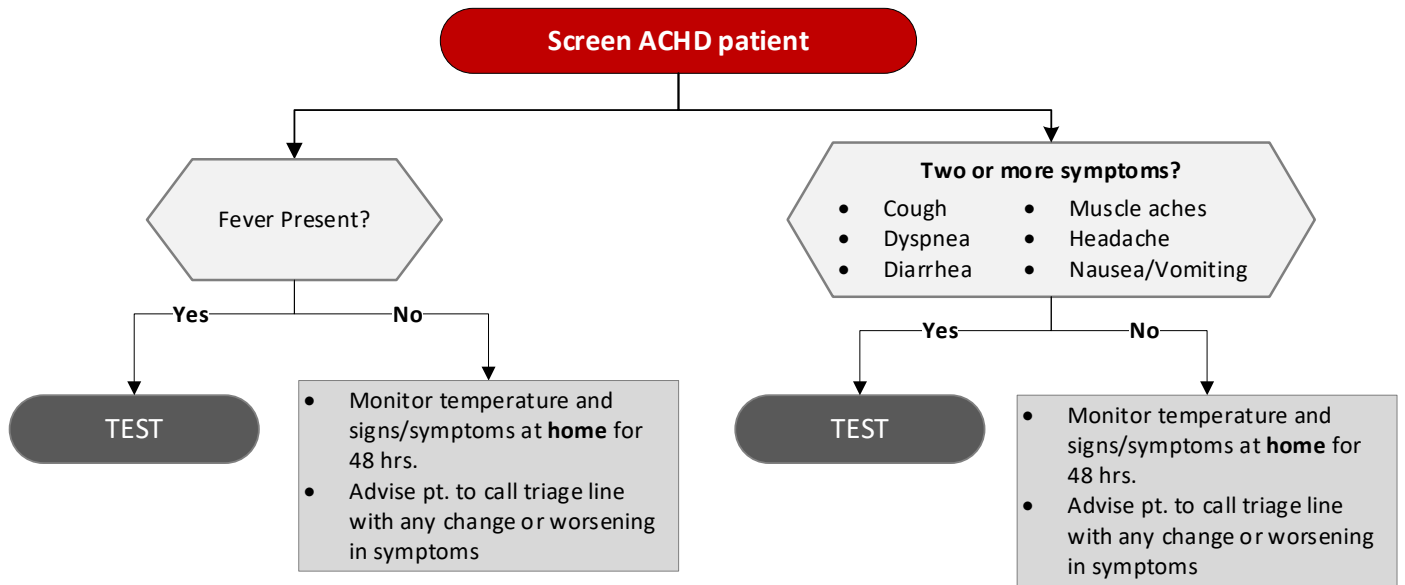 Screen ACHD patient
Fever Present?
Two or more symptoms?
• Cough
• Dyspnea
• Diarrhea
• Muscle aches
• Headache
• Nausea/Vomiting
Yes
No
Yes
No
TEST
• Monitor temperature and
signs/symptoms at home for
48 hrs.
• Advise pt. to call triage line
with any change or worsening
in symptoms
TEST
• Monitor temperature and
signs/symptoms at home for
48 hrs.
• Advise pt. to call triage line
with any change or worsening
in symptoms